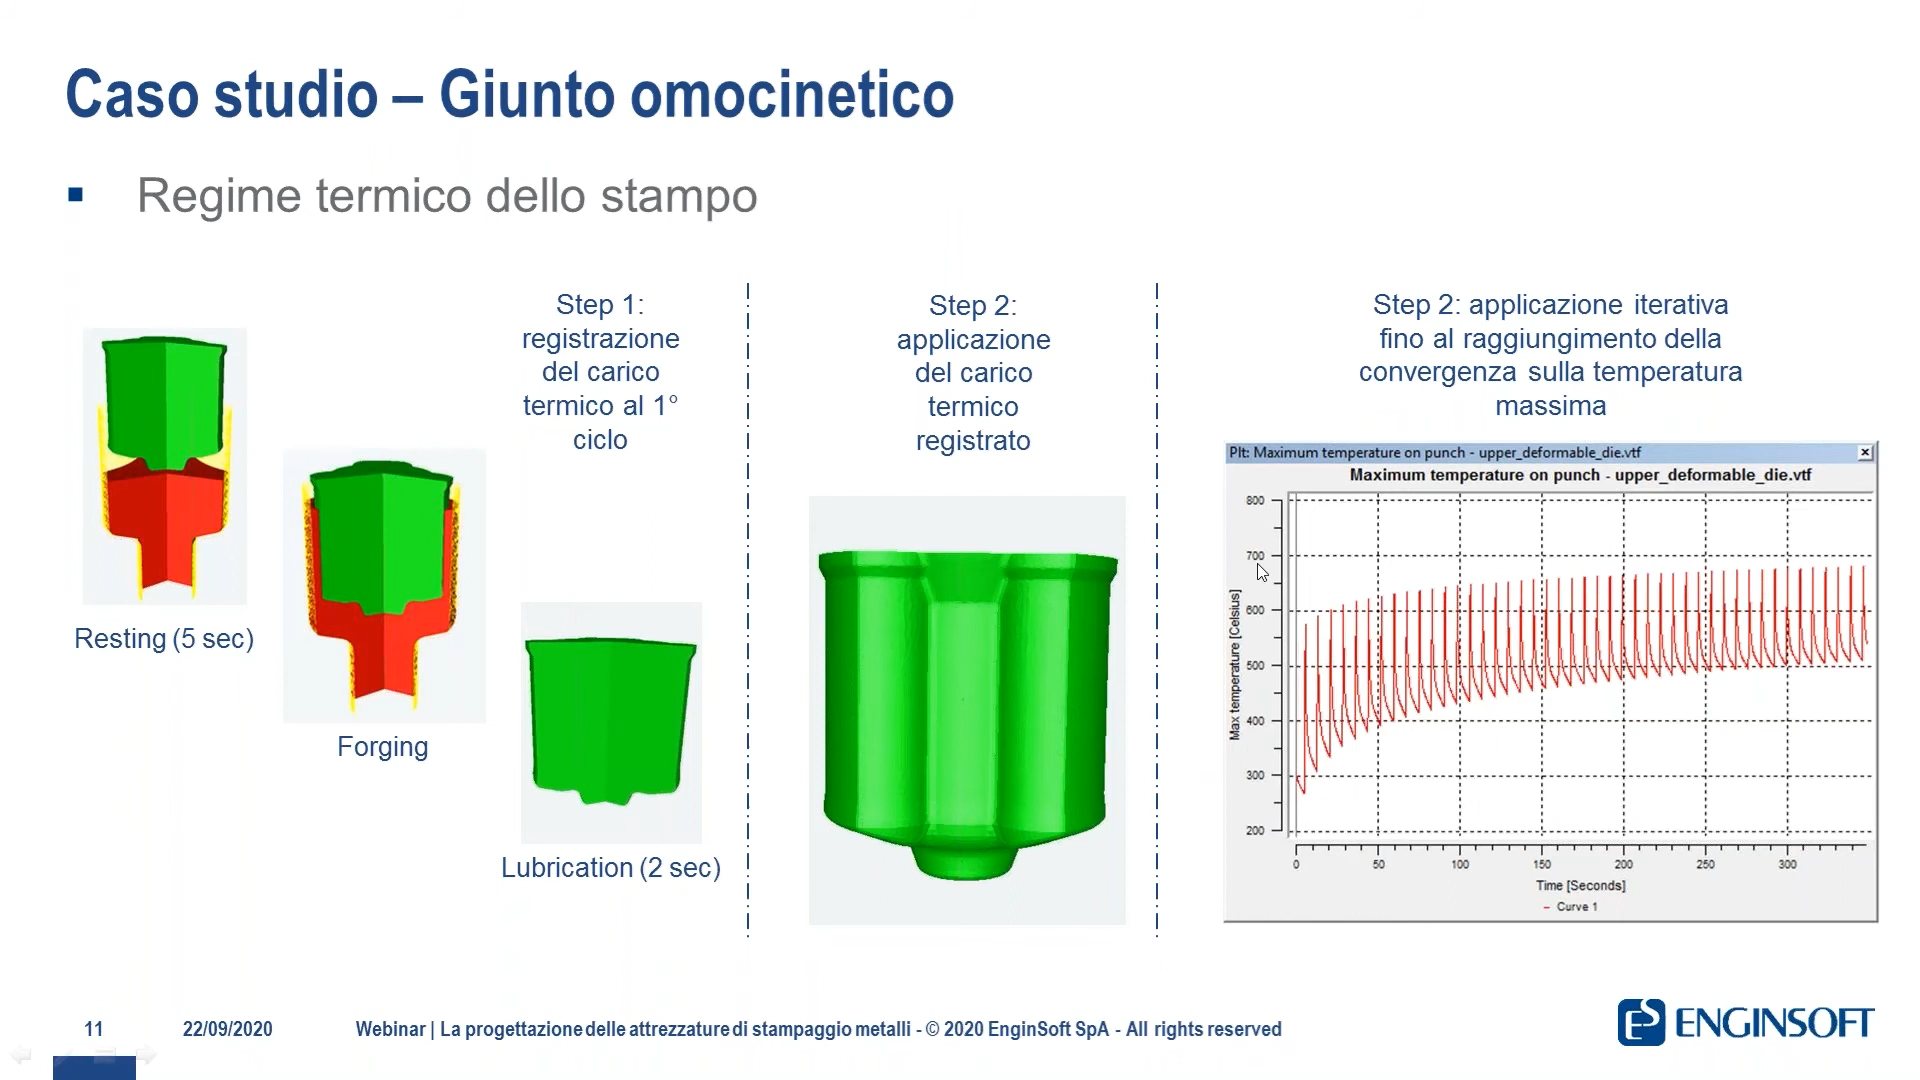 Caso studio – Giunto omocinetico
▪ Regime termico dello stampo
Resting (5 sec)
Forging
Step 1:
registrazione
del carico
termico al 1°
ciclo
Lubrication (2 sec)
Step 2:
applicazione
del carico
termico
registrato
Step 2: applicazione iterativa
fino al raggiungimento della
convergenza sulla temperatura
massima
Plt: Maximum temperature on punch - upper_deformable_die.vtf
Maximum temperature on punch - upper_deformable_die.vtf
Max temperature [Celsius]
800
700
600
500
400
300
200
0 50 100 150 200 250 300
Time [Seconds]
Curve 1
11 22/09/2020 Webinar | La progettazione delle attrezzature di stampaggio metalli - © 2020 EnginSoft SpA - All rights reserved
ENGINSOFT